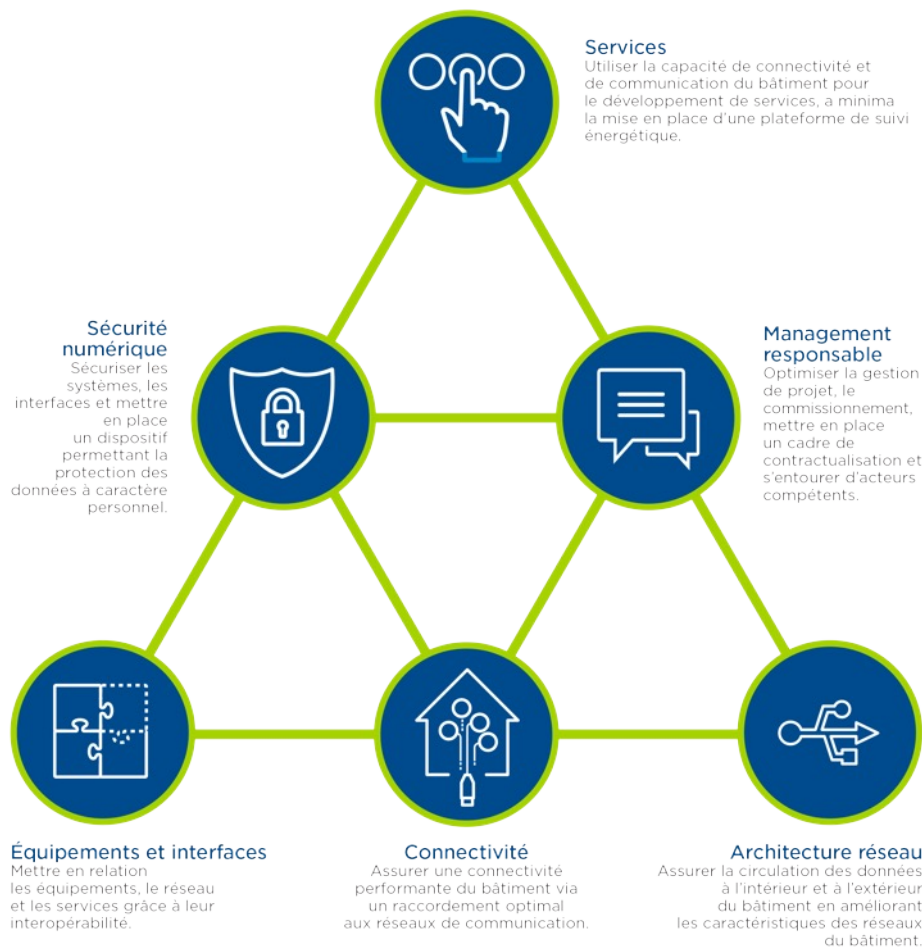 Services
Utiliser la capacité de connectivité et
de communication du bâtiment pour
le développement de services, a minima
la mise en place d'une plateforme de suivi
énergétique.
Sécurité
numérique
Sécuriser les
systèmes, les
interfaces et mettre
en place
un dispositif
permettant la
protection des
données à caractère
personnel.
Management
responsable
Optimiser la gestion
de projet, le
commissionnement,
mettre en place
un cadre de
contractualisation et
s'entourer d'acteurs
compétents.
Équipements et interfaces
Mettre en relation
les équipements, le réseau
et les services grâce à leur
interopérabilité.
Connectivité
Assurer une connectivité
performante du bâtiment via
un raccordement optimal
aux réseaux de communication.
Architecture réseau
Assurer la circulation des données
à l'intérieur et à l'extérieur
du bâtiment en améliorant
les caractéristiques des réseaux
du bâtiment.